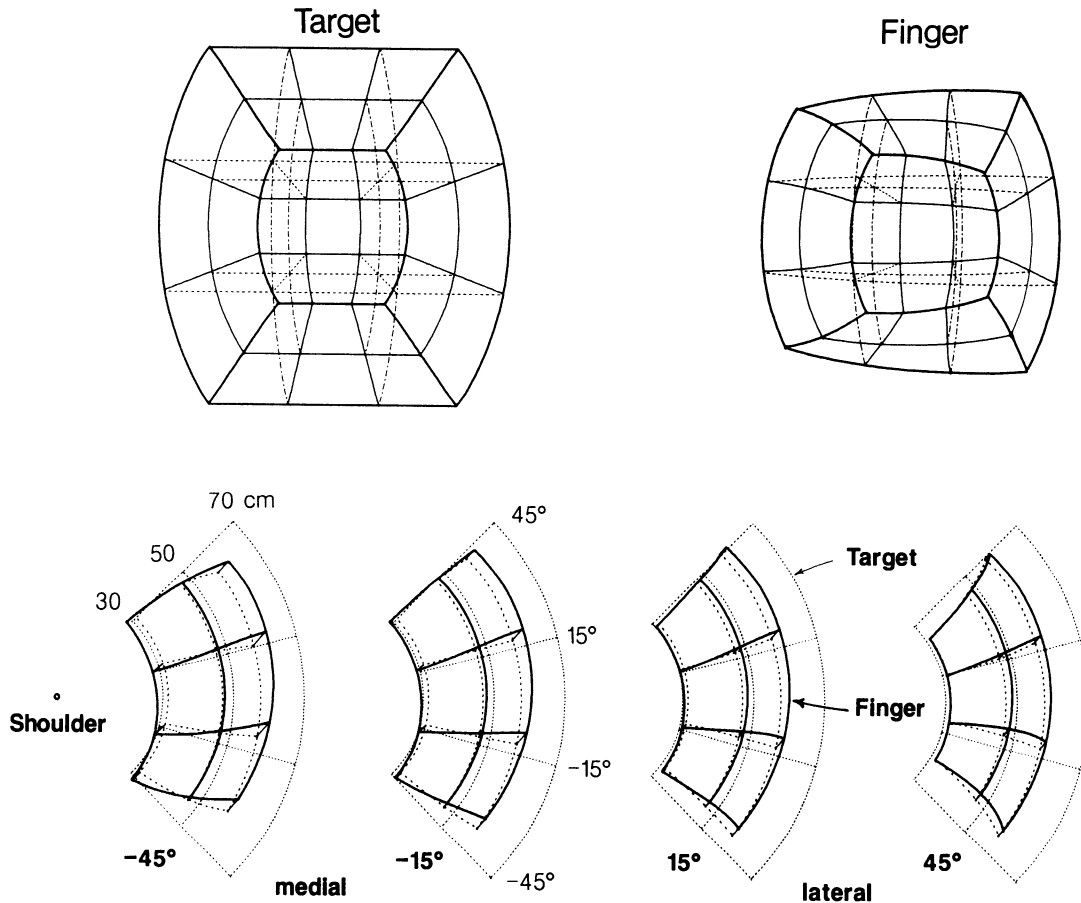 Target
Finger
70 cm
50
30
45°
15°
-15°
-45°
Target
Finger
Shoulder
-45°
-15°
15°
45°
medial
lateral